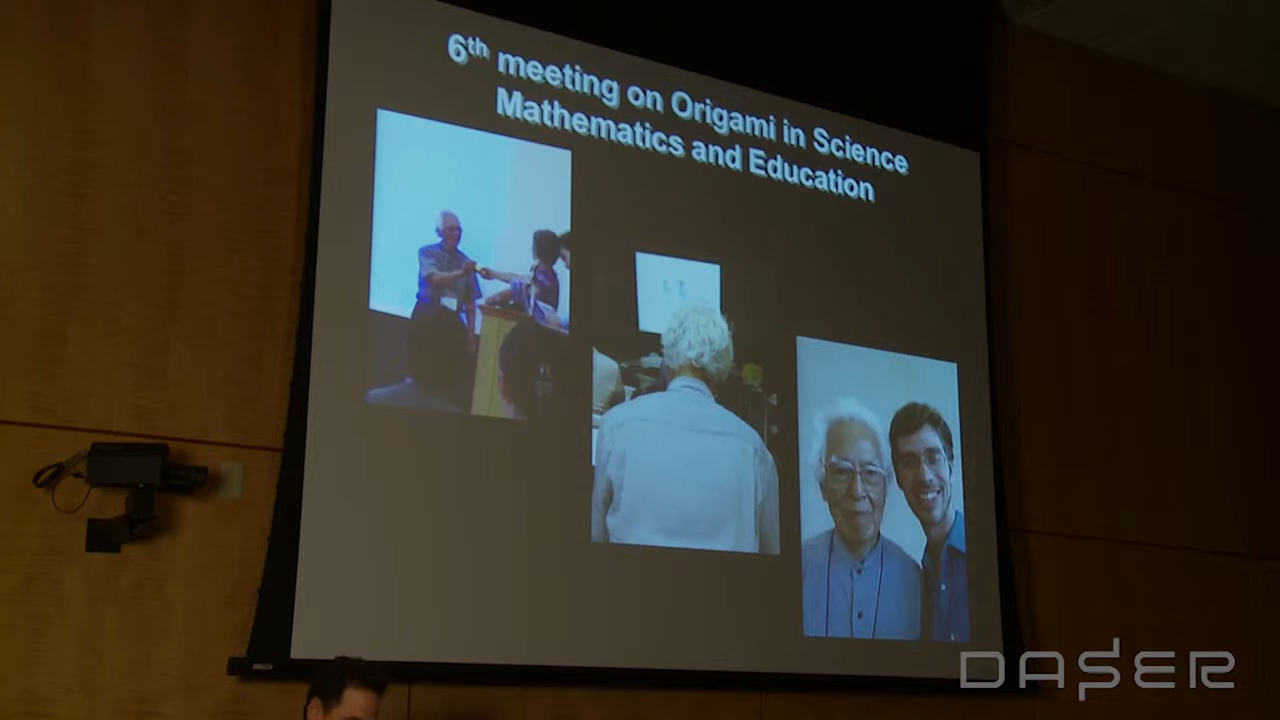 6th meeting on Origami in Science
Mathematics and Education
DASER